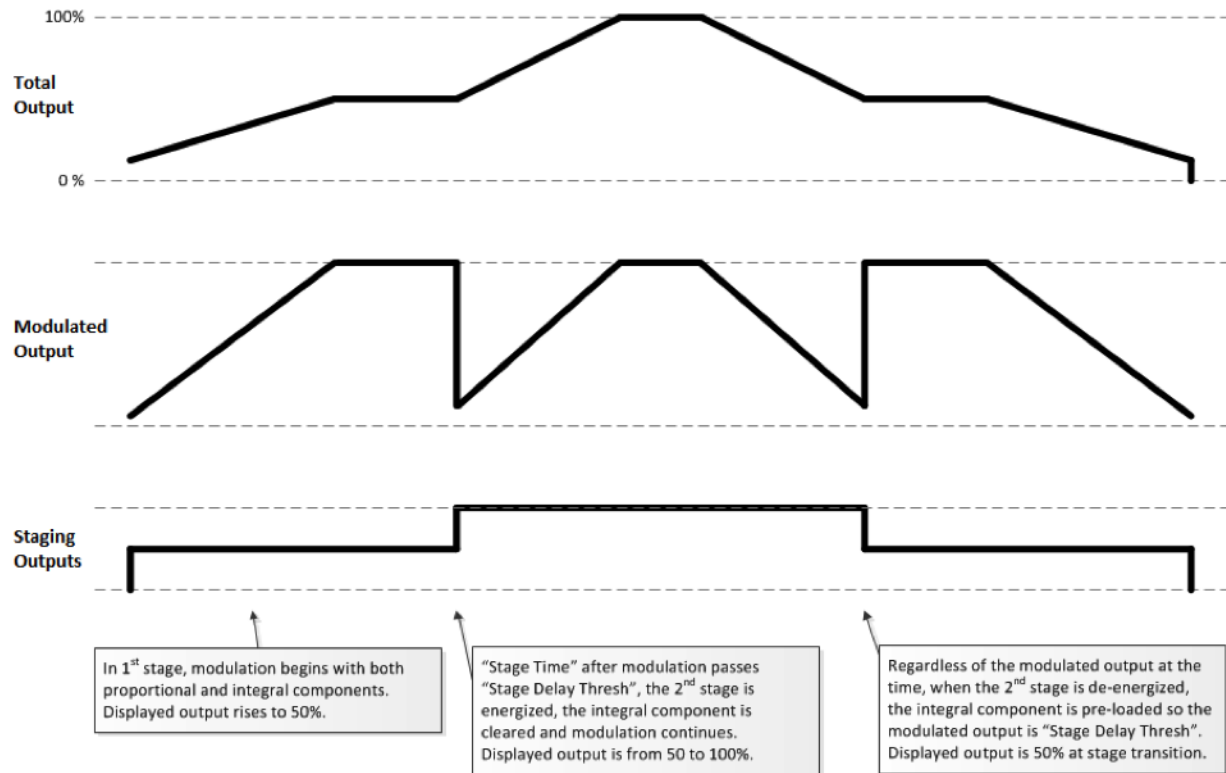 100%
Total
Output
0 %
Modulated
Output
Staging
Outputs
In 1st stage, modulation begins with both
proportional and integral components.
Displayed output rises to 50%.
“Stage Time” after modulation passes
“Stage Delay Thresh”, the 2nd stage is
energized, the integral component is
cleared and modulation continues.
Displayed output is from 50 to 100%.
Regardless of the modulated output at the
time, when the 2nd stage is de-energized,
the integral component is pre-loaded so the
modulated output is “Stage Delay Thresh”.
Displayed output is 50% at stage transition.